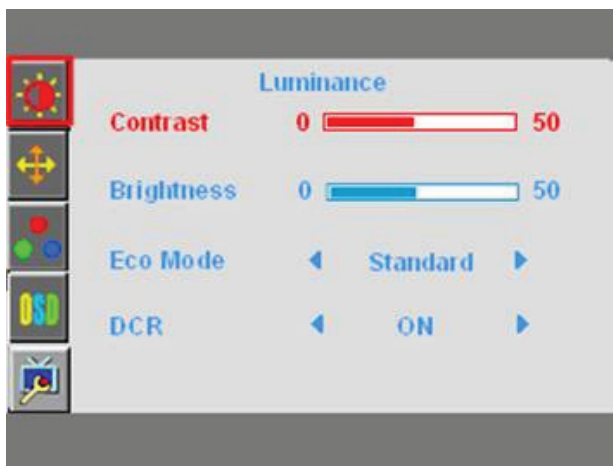 Luminance
Contrast 0 50
Brightness 0 50
Eco Mode Standard
DCR ON
OSD